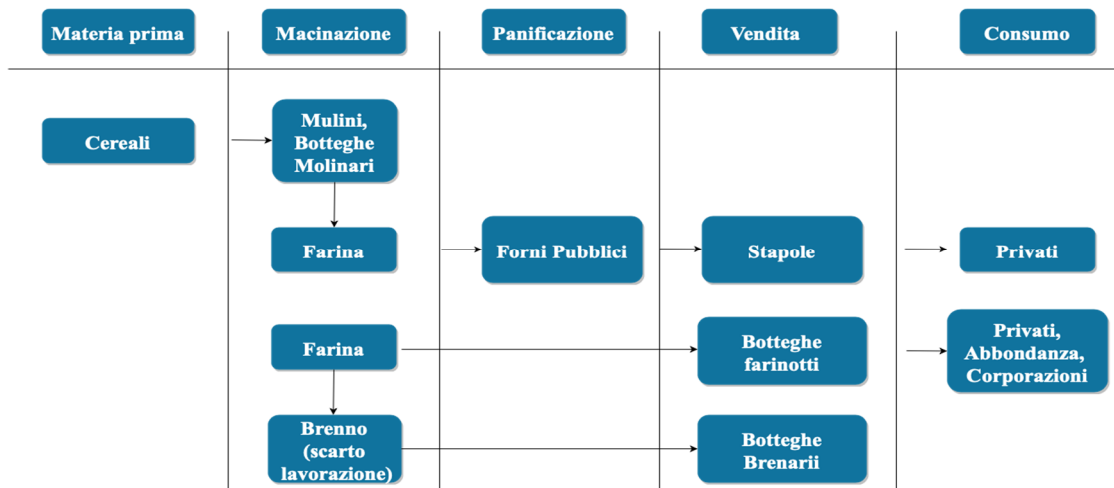 Materia prima
Macinazione
Panificazione
Vendita
Consumo
Cereali
Mulini,
Botteghe
Molinari
Farina
Forni Pubblici
Stapole
Privati
Farina
Botteghe
farinotti
Privati,
Abbondanza,
Corporazioni
Brenno
(scarto
lavorazione)
Botteghe
Brenarii